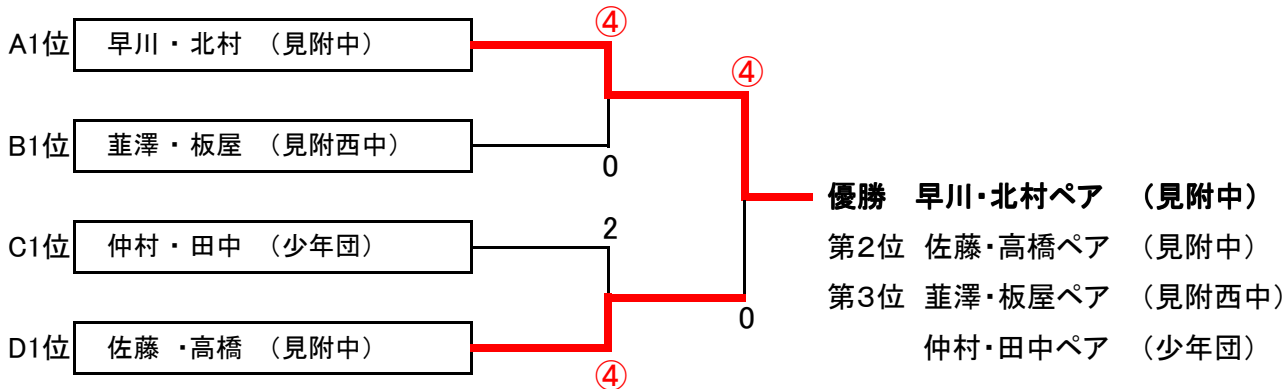 ④
A1位 早川・北村 （見附中）
④
B1位 韮澤・板屋 （見附西中）
0
優勝 早川・北村ペア （見附中）
C1位 仲村・田中 （少年団）
2
第2位 佐藤・高橋ペア （見附中）
第3位 韮澤・板屋ペア （見附西中）
0
D1位 佐藤 ・高橋 （見附中）
仲村・田中ペア （少年団）
④